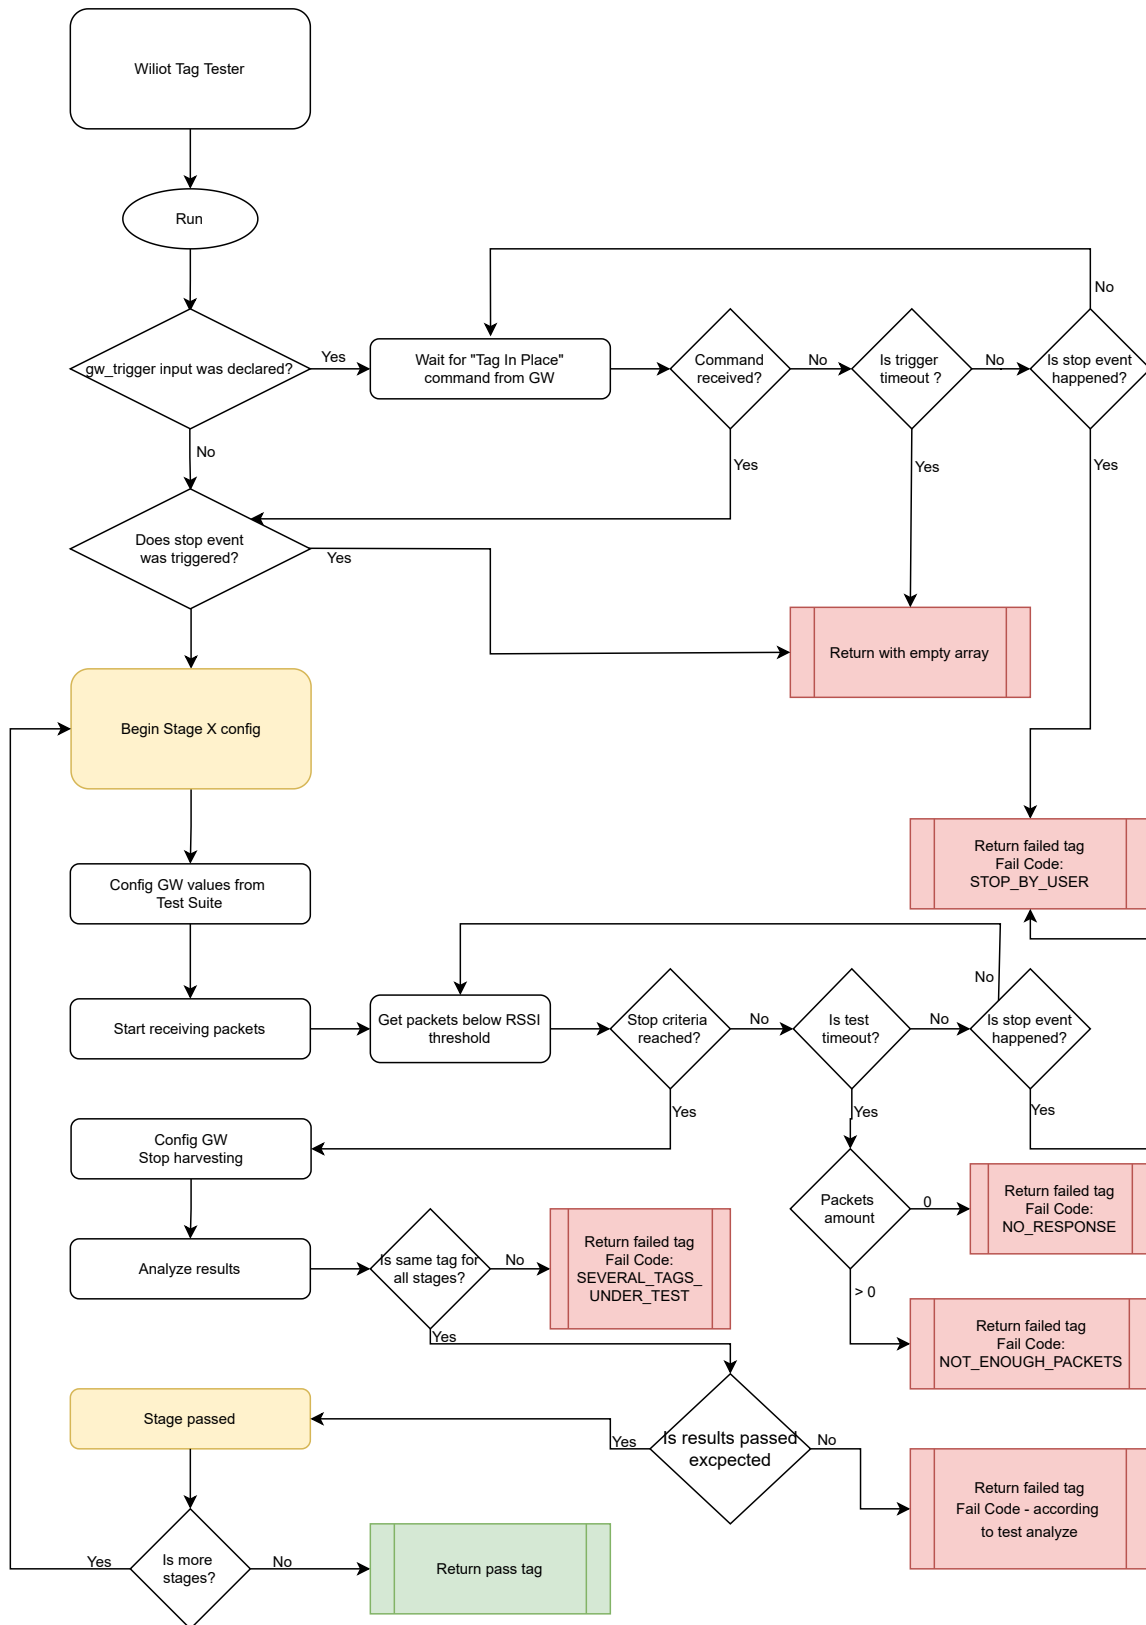 Wiliot Tag Tester
Run
No
gw_trigger input was declared?
Yes
Wait for "Tag In Place"
command from GW
Command
received?
No
Is trigger
timeout ?
No
Is stop event
happened?
No
Yes
Yes
Yes
Does stop event
was triggered?
Yes
Return with empty array
Begin Stage X config
Return failed tag
Fail Code:
STOP_BY_USER
Config GW values from
Test Suite
No
Start receiving packets
Get packets below RSSI
threshold
Stop criteria
reached?
No
Is test
timeout?
No
Is stop event
happened?
Yes
Yes
Yes
Config GW
Stop harvesting
Packets
amount
0
Return failed tag
Fail Code:
NO_RESPONSE
Analyze results
Is same tag for
all stages?
No
Return failed tag
Fail Code:
SEVERAL_TAGS_
UNDER_TEST
> 0
Yes
Return failed tag
Fail Code:
NOT_ENOUGH_PACKETS
Stage passed
Yes
Is results passed
excpected
No
Return failed tag
Fail Code - according
to test analyze
Yes
Is more
stages?
No
Return pass tag